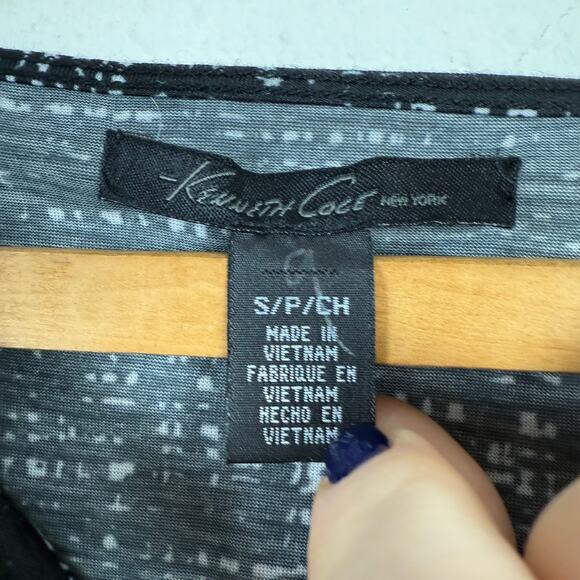 Kenneth Cole NEW YORK
S/P/CH
MADE IN
VIETNAM
FABRIQUE EN
VIETNAM
HECHO EN
VIETNAM